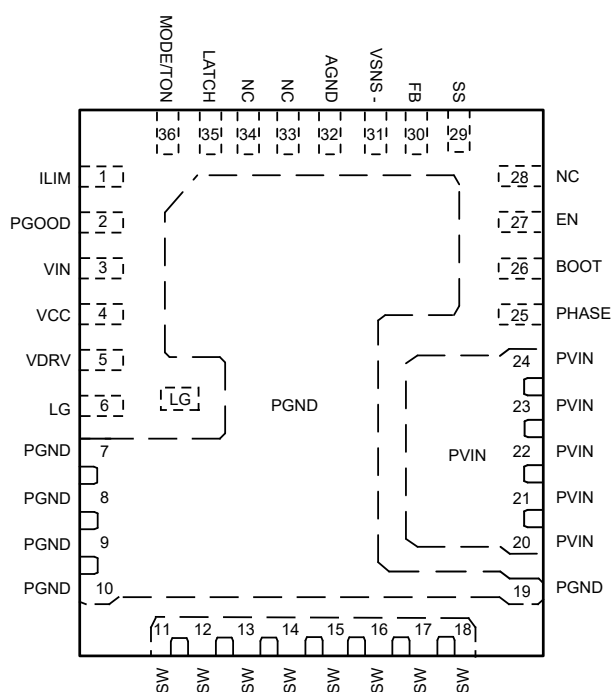 MODE/TON
LATCH
NC
NC
AGND
VSNS -
FB
SS
36
35
34
33
32
31
30
29
ILIM
1
28
NC
PGOOD
2
27
EN
VIN
3
26
BOOT
VCC
4
25
PHASE
VDRV
5
24
PVIN
LG
6
LG
PGND
23
PVIN
PGND
7
PVIN
22
PVIN
PGND
8
21
PVIN
PGND
9
20
PVIN
PGND
10
19
PGND
11
12
13
14
15
16
17
18
SW
SW
SW
SW
SW
SW
SW
SW